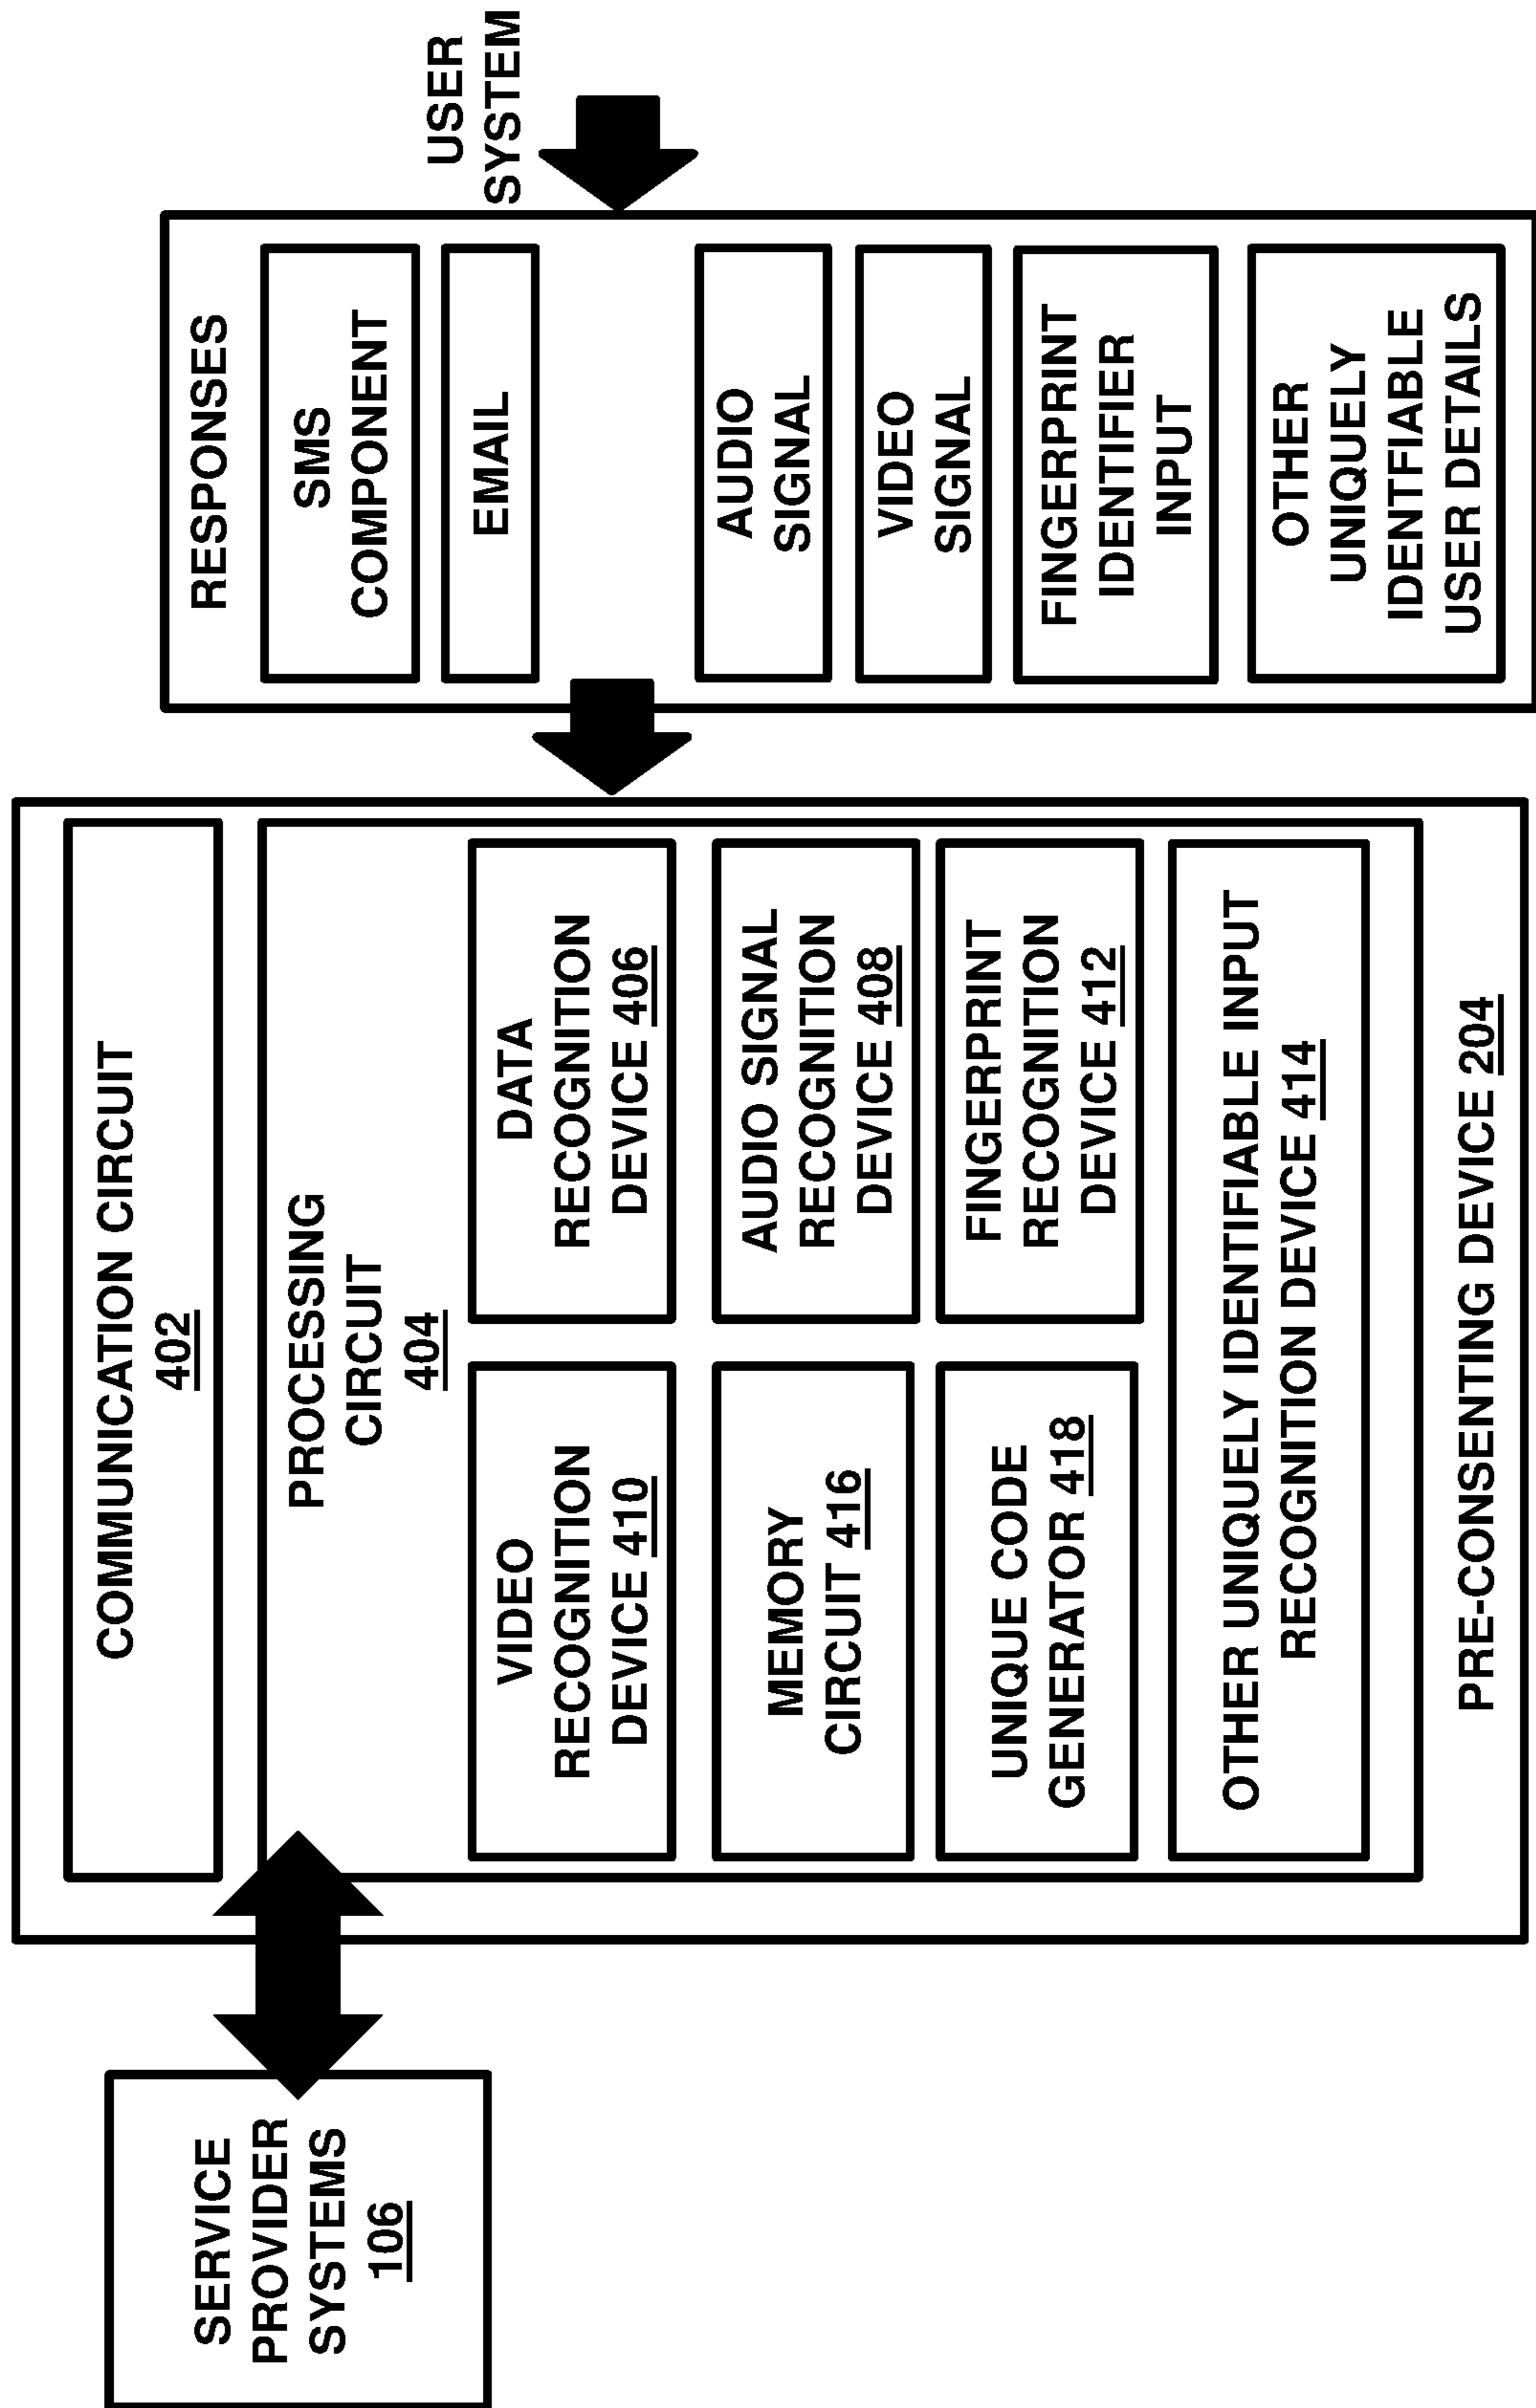 SERVICE
PROVIDER
SYSTEMS
106
COMMUNICATION CIRCUIT
402
PROCESSING
CIRCUIT
404
VIDEO
RECOGNITION
DEVICE 410
DATA
RECOGNITION
DEVICE 406
MEMORY
CIRCUIT 416
AUDIO SIGNAL
RECOGNITION
DEVICE 408
UNIQUE CODE
GENERATOR 418
FINGERPRINT
RECOGNITION
DEVICE 412
OTHER UNIQUELY IDENTIFIABLE INPUT
RECOGNITION DEVICE 414
PRE-CONSENTING DEVICE 204
RESPONSES
SMS
COMPONENT
EMAIL
AUDIO
SIGNAL
VIDEO
SIGNAL
FINGERPRINT
IDENTIFIER
INPUT
OTHER
UNIQUELY
IDENTFIABLE
USER DETAILS
USER
SYSTEM